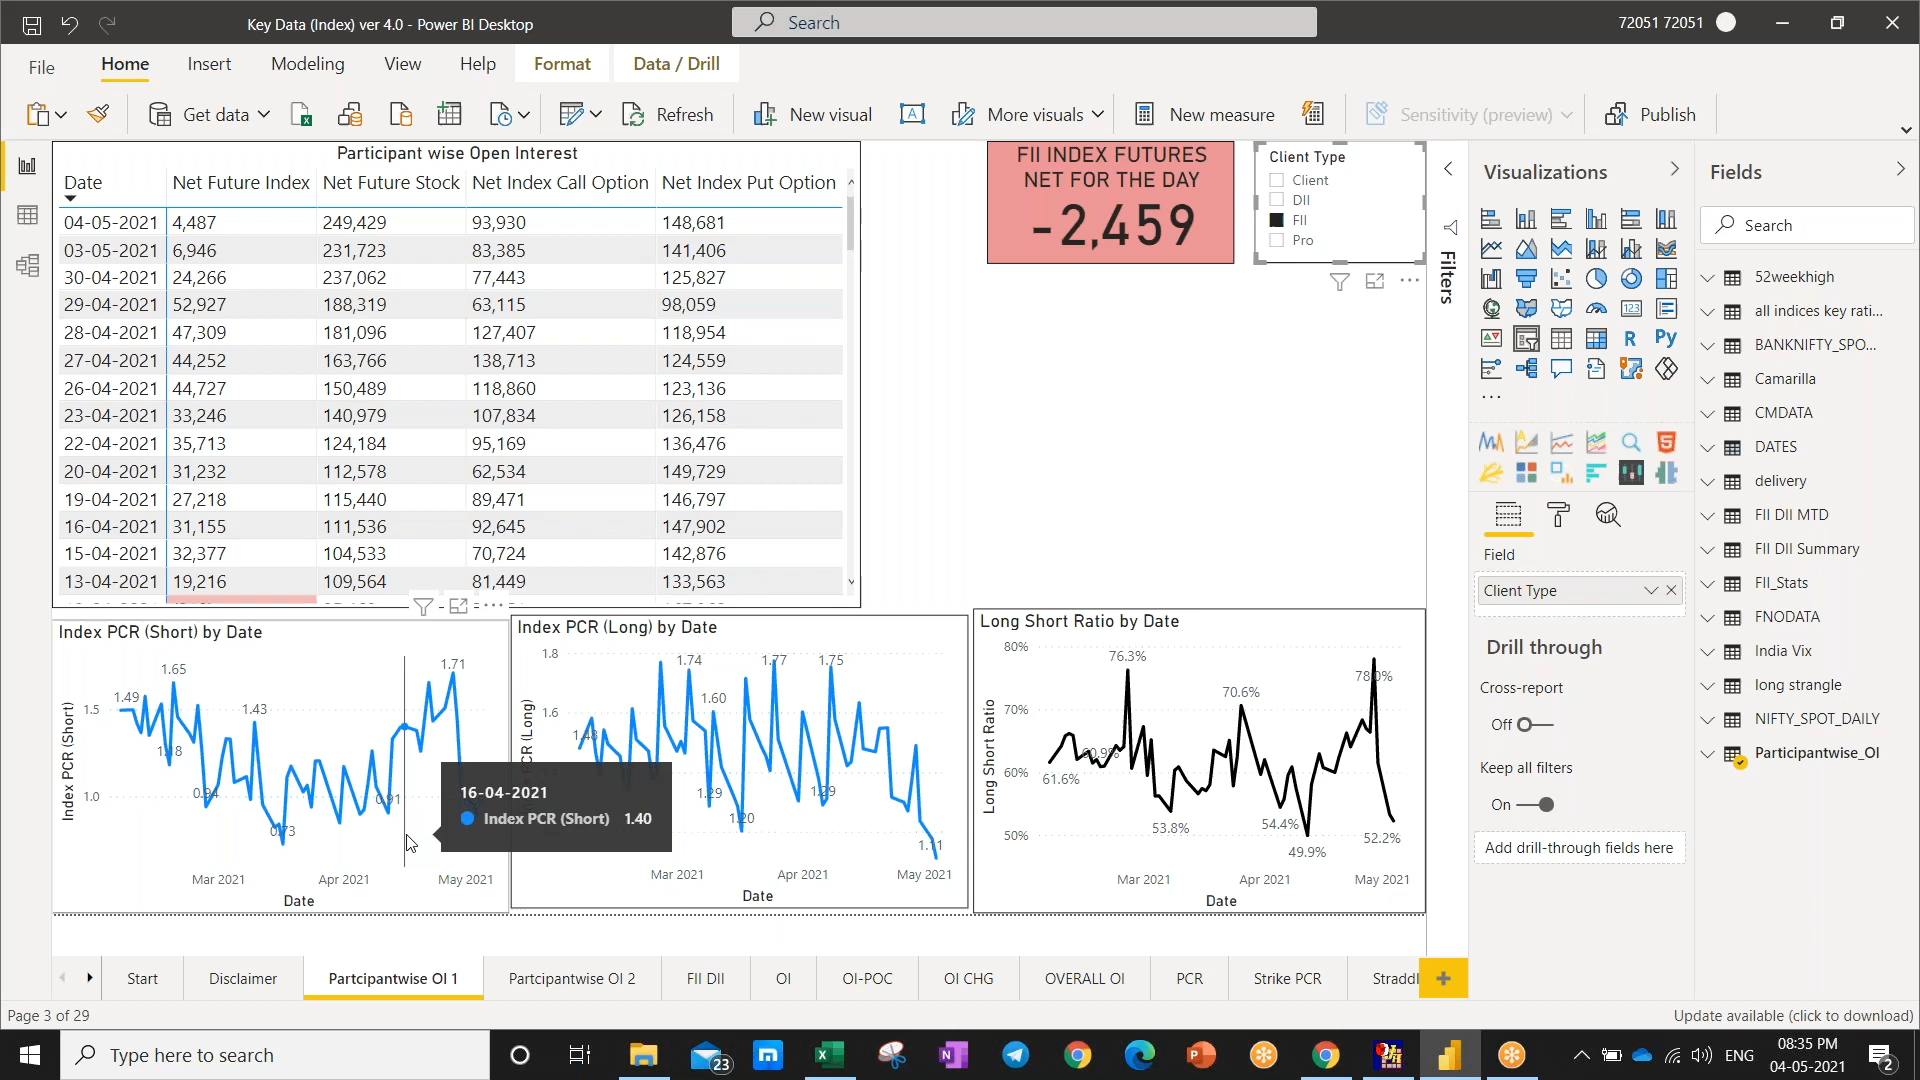 Key Data (Index) ver 4.0 - Power BI Desktop
Search
72051 72051
File
Home
Insert
Modeling
View
Help
Format
Data / Drill
Get data
Refresh
New visual
More visuals
New measure
Sensitivity (preview)
Publish
Participant wise Open Interest
Date Net Future Index Net Future Stock Net Index Call Option Net Index Put Option
04-05-2021 4,487 249,429 93,930 148,681
03-05-2021 6,946 231,723 83,385 141,406
30-04-2021 24,266 237,062 77,443 125,827
29-04-2021 52,927 188,319 63,115 98,059
28-04-2021 47,309 181,096 127,407 118,954
27-04-2021 44,252 163,766 138,713 124,559
26-04-2021 44,727 150,489 118,860 123,136
23-04-2021 33,246 140,979 107,834 126,158
22-04-2021 35,713 124,184 95,169 136,476
20-04-2021 31,232 112,578 62,534 149,729
19-04-2021 27,218 115,440 89,471 146,797
16-04-2021 31,155 111,536 92,645 147,902
15-04-2021 32,377 104,533 70,724 142,876
13-04-2021 19,216 109,564 81,449 133,563
FII INDEX FUTURES
NET FOR THE DAY
-2,459
Client Type
Client
DII
FII
Pro
Filters
Index PCR (Short) by Date
Index PCR (Short)
1.5
1.0
1.49
1.65
1.18
0.94
1.43
0.73
0.91
1.71
Mar 2021
Apr 2021
May 2021
Date
16-04-2021
Index PCR (Short) 1.40
Index PCR (Long) by Date
PCR (Long)
1.8
1.6
1.74
1.60
1.29
1.20
1.77
1.29
1.75
1.11
Mar 2021
Apr 2021
May 2021
Date
Long Short Ratio by Date
Long Short Ratio
80%
70%
60%
50%
61.6%
60.9%
76.3%
53.8%
70.6%
54.4%
49.9%
78.0%
52.2%
Mar 2021
Apr 2021
May 2021
Date
Visualizations
123
R
Py
Field
Client Type
Drill through
Cross-report
Off
Keep all filters
On
Add drill-through fields here
Fields
Search
52weekhigh
all indices key rati...
BANKNIFTY_SPO...
Camarilla
CMDATA
DATES
delivery
FII DII MTD
FII DII Summary
FII_Stats
FNODATA
India Vix
long strangle
NIFTY_SPOT_DAILY
Participantwise_OI
Start
Disclaimer
Partcipantwise OI 1
Partcipantwise OI 2
FII DII
OI
OI-POC
OI CHG
OVERALL OI
PCR
Strike PCR
Straddl
Page 3 of 29
Update available (click to download)
Type here to search
23
ENG
08:35 PM
04-05-2021
2